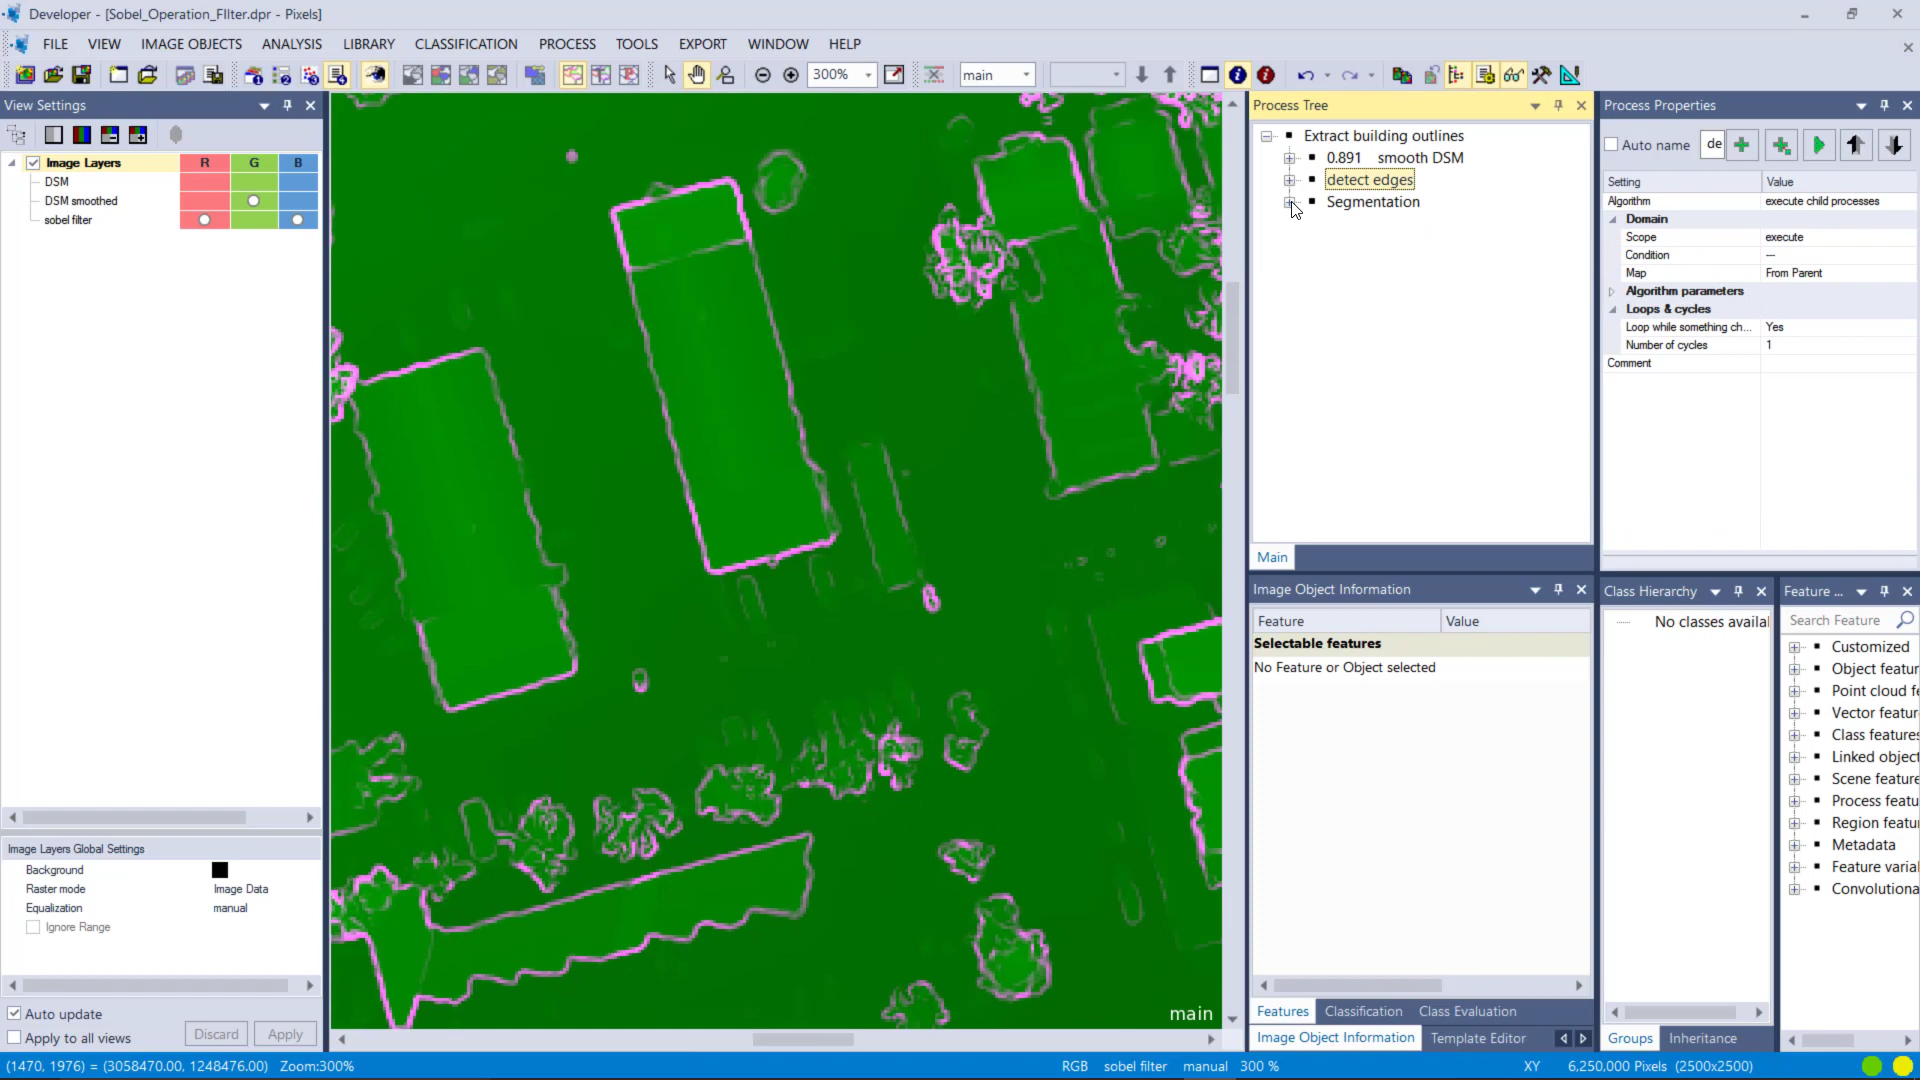 Developer - [Sobel_Operation_FIlter.dpr - Pixels]
FILE VIEW IMAGE OBJECTS ANALYSIS LIBRARY CLASSIFICATION PROCESS TOOLS EXPORT WINDOW HELP
300% main
View Settings
Image Layers R G B
DSM
DSM smoothed
sobel filter
Image Layers Global Settings
Background
Raster mode Image Data
Equalization manual
Ignore Range
Auto update
Apply to all views Discard Apply
main
Process Tree
Extract building outlines
0.891 smooth DSM
detect edges
Segmentation
Main
Process Properties
Auto name de
Setting Value
Algorithm execute child processes
Domain
Scope execute
Condition ---
Map From Parent
Algorithm parameters
Loops & cycles
Loop while something ch... Yes
Number of cycles 1
Comment
Image Object Information
Feature Value
Selectable features
No Feature or Object selected
Features Classification Class Evaluation
Image Object Information Template Editor
Class Hierarchy
No classes availal
Groups Inheritance
Feature ...
Search Feature
Customized
Object featur
Point cloud fe
Vector featur
Class features
Linked object
Scene feature
Process featu
Region featur
Metadata
Feature varia
Convolutiona
(1470, 1976) = (3058470.00, 1248476.00) Zoom:300% RGB sobel filter manual 300 % XY 6,250,000 Pixels (2500x2500)